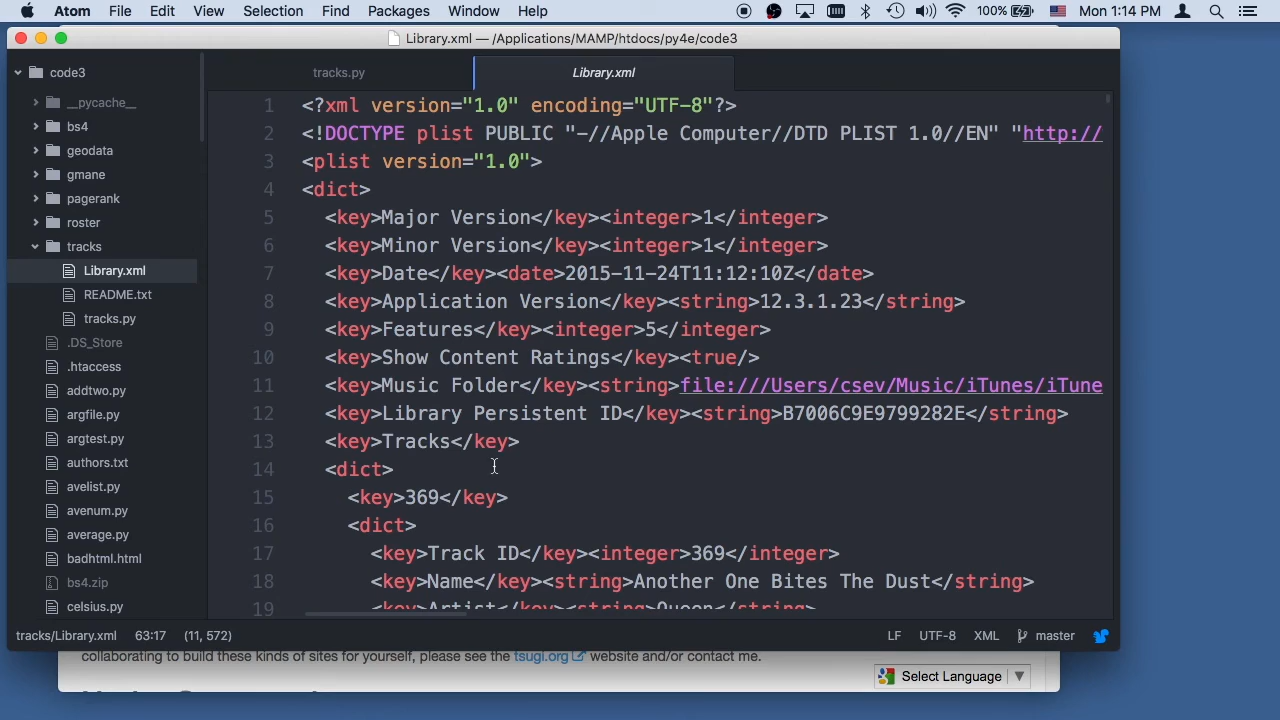 Atom File Edit View Selection Find Packages Window Help 100% Mon 1:14 PM
Library.xml — /Applications/MAMP/htdocs/py4e/code3
code3
__pycache__
bs4
geodata
gmane
pagerank
roster
tracks
Library.xml
README.txt
tracks.py
.DS_Store
.htaccess
addtwo.py
argfile.py
argtest.py
authors.txt
avelist.py
avenum.py
average.py
badhtml.html
bs4.zip
celsius.py
tracks.py Library.xml
1 <?xml version="1.0" encoding="UTF-8"?>
2 <!DOCTYPE plist PUBLIC "-//Apple Computer//DTD PLIST 1.0//EN" "http://
3 <plist version="1.0">
4 <dict>
5 <key>Major Version</key><integer>1</integer>
6 <key>Minor Version</key><integer>1</integer>
7 <key>Date</key><date>2015-11-24T11:12:10Z</date>
8 <key>Application Version</key><string>12.3.1.23</string>
9 <key>Features</key><integer>5</integer>
10 <key>Show Content Ratings</key><true/>
11 <key>Music Folder</key><string>file:///Users/csev/Music/iTunes/iTune
12 <key>Library Persistent ID</key><string>B7006C9E9799282E</string>
13 <key>Tracks</key>
14 <dict>
15 <key>369</key>
16 <dict>
17 <key>Track ID</key><integer>369</integer>
18 <key>Name</key><string>Another One Bites The Dust</string>
19 <key>Artist</key><string>Queen</string>
tracks/Library.xml 63:17 (11, 572) LF UTF-8 XML master
collaborating to build these kinds of sites for yourself, please see the tsugi.org website and/or contact me.
Select Language